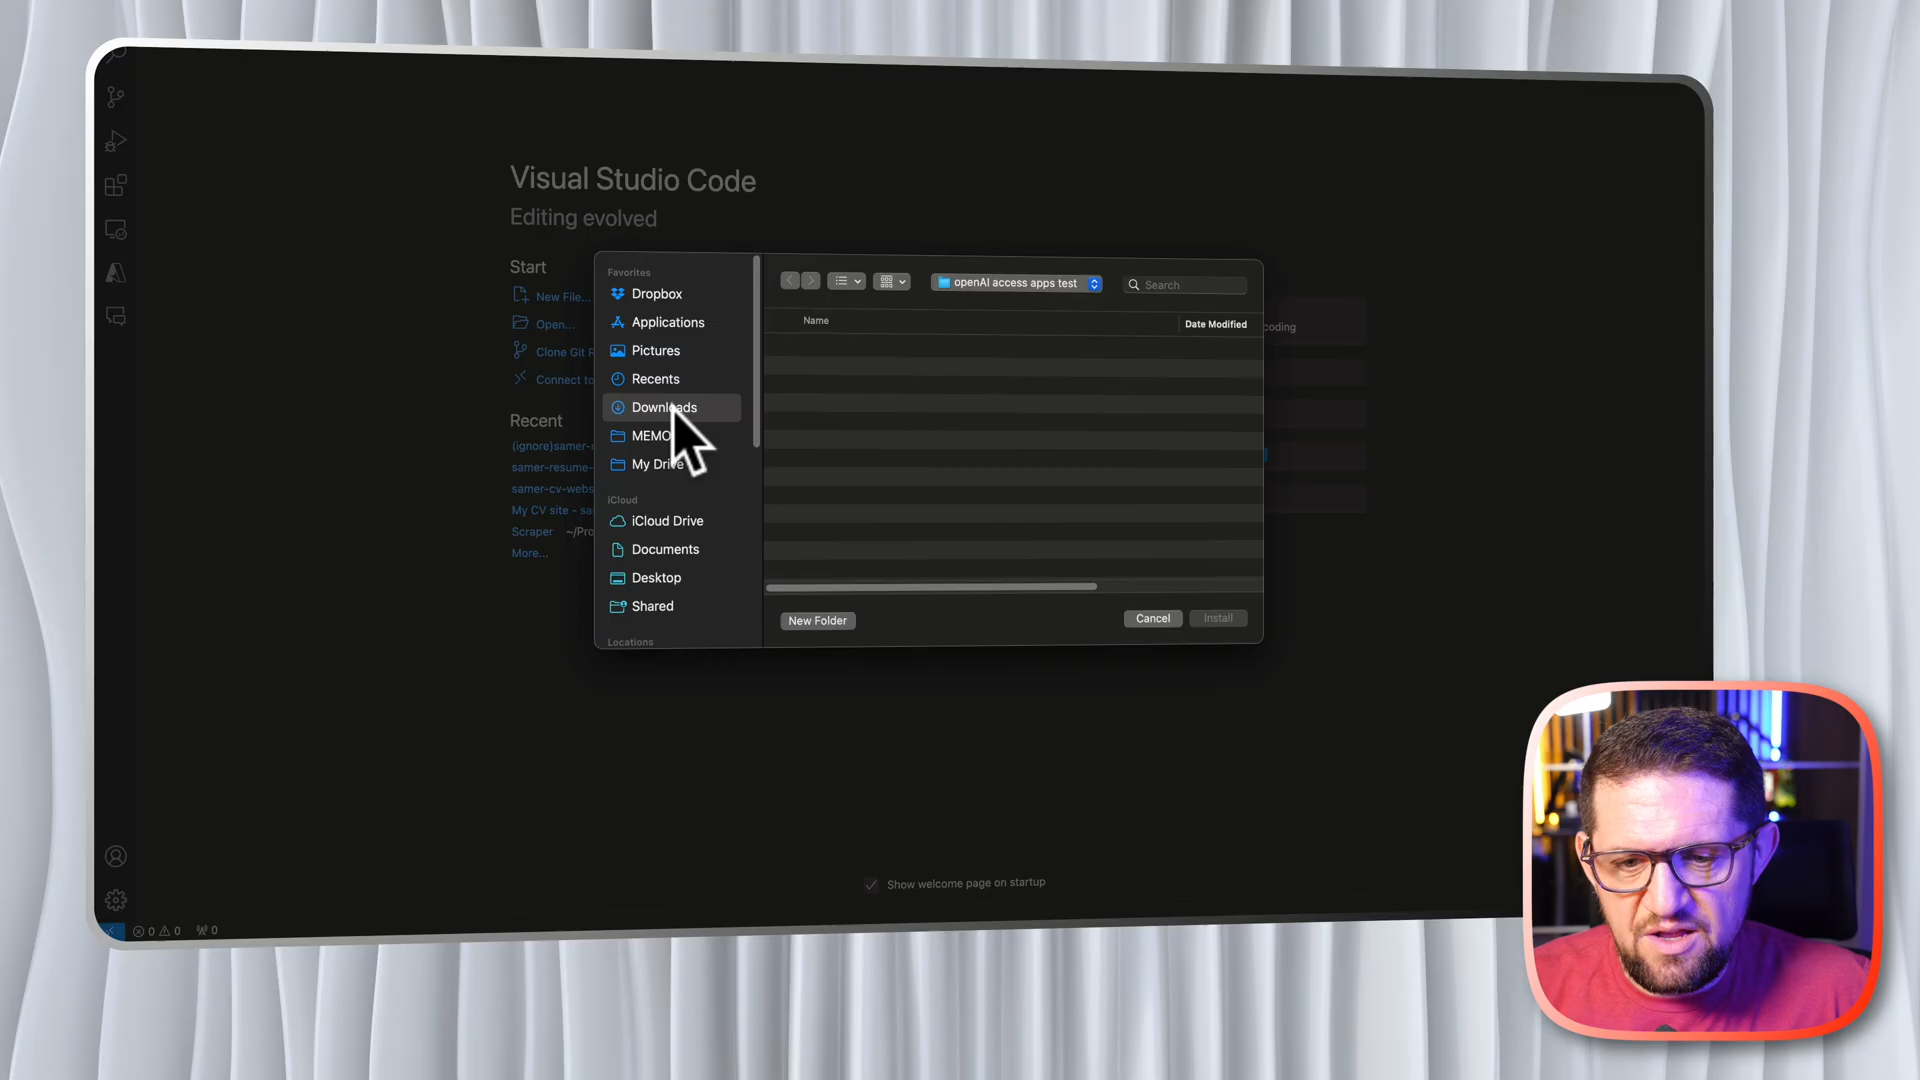 Visual Studio Code
Editing evolved
Start
New File...
Open...
Clone Git R
Connect to
Recent
(ignore)samer-r
samer-resume-
samer-cv-webs
My CV site - sa
Scraper ~/Pro
More...
Favorites
Dropbox
Applications
Pictures
Recents
Downloads
MEMO
My Drive
iCloud
iCloud Drive
Documents
Desktop
Shared
Locations
openAI access apps test
Search
Name
Date Modified
New Folder
Cancel
Install
coding
Show welcome page on startup
0 0 0